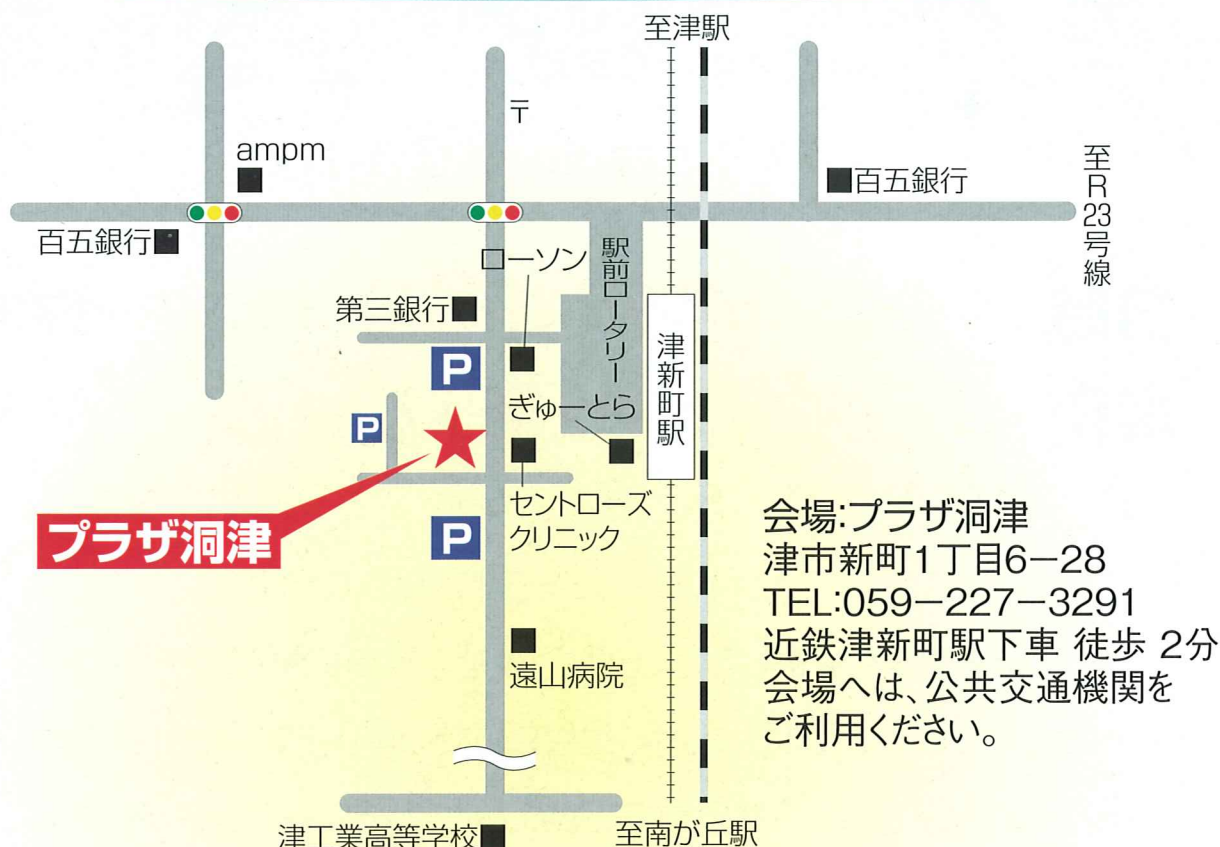 至津駅
〒
ampm
百五銀行
至R23号線
百五銀行
ローソン
駅前ロータリー
第三銀行
P
津新町駅
ぎゅーとら
P
プラザ洞津
セントローズ
クリニック
P
会場:プラザ洞津
津市新町1丁目6−28
TEL:059−227−3291
近鉄津新町駅下車 徒歩 2分
会場へは、公共交通機関を
ご利用ください。
遠山病院
津工業高等学校
至南が丘駅